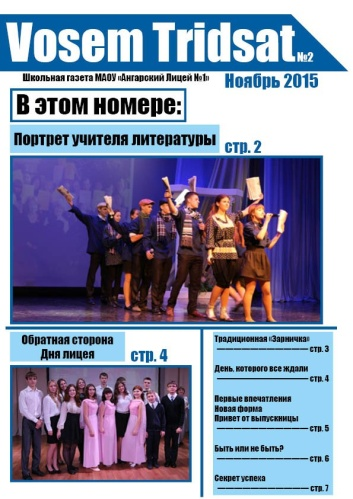 Vosem Tridsat №2
Школьная газета МАОУ «Ангарский Лицей №1»
Ноябрь 2015
В этом номере:
Портрет учителя литературы
стр. 2
Обратная сторона
Дня лицея
стр. 4
Традиционная «Зарничка»
стр. 3
День, которого все ждали
стр. 4
Первые впечатления
Новая форма
Привет от выпускницы
стр. 5
Быть или не быть?
стр. 6
Секрет успеха
стр. 7